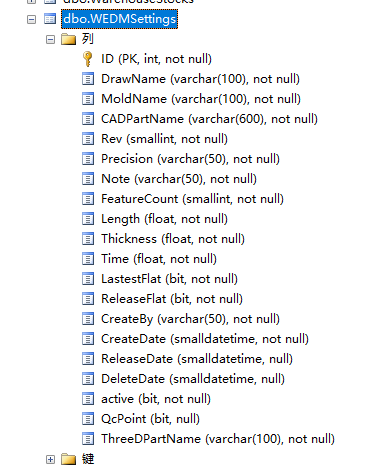 dbo.WarehouseStocks
dbo.WEDMSettings
列
ID (PK, int, not null)
DrawName (varchar(100), not null)
MoldName (varchar(100), not null)
CADPartName (varchar(600), not null)
Rev (smallint, not null)
Precision (varchar(50), not null)
Note (varchar(50), not null)
FeatureCount (smallint, not null)
Length (float, not null)
Thickness (float, not null)
Time (float, not null)
LastestFlat (bit, not null)
ReleaseFlat (bit, not null)
CreateBy (varchar(50), not null)
CreateDate (smalldatetime, not null)
ReleaseDate (smalldatetime, null)
DeleteDate (smalldatetime, null)
active (bit, not null)
QcPoint (bit, null)
ThreeDPartName (varchar(100), not null)
键